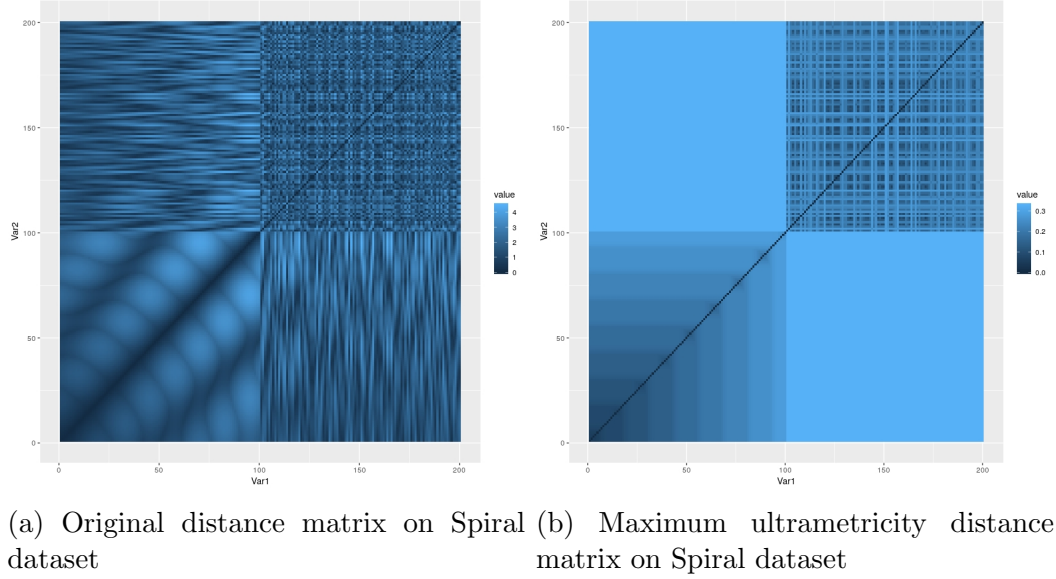 200
150
100
50
0
Var2
0
50
100
150
200
Var1
value
4
3
2
1
0
200
150
100
50
0
Var2
0
50
100
150
200
Var1
value
0.3
0.2
0.1
0.0
(a) Original distance matrix on Spiral
dataset
(b) Maximum ultrametricity distance
matrix on Spiral dataset